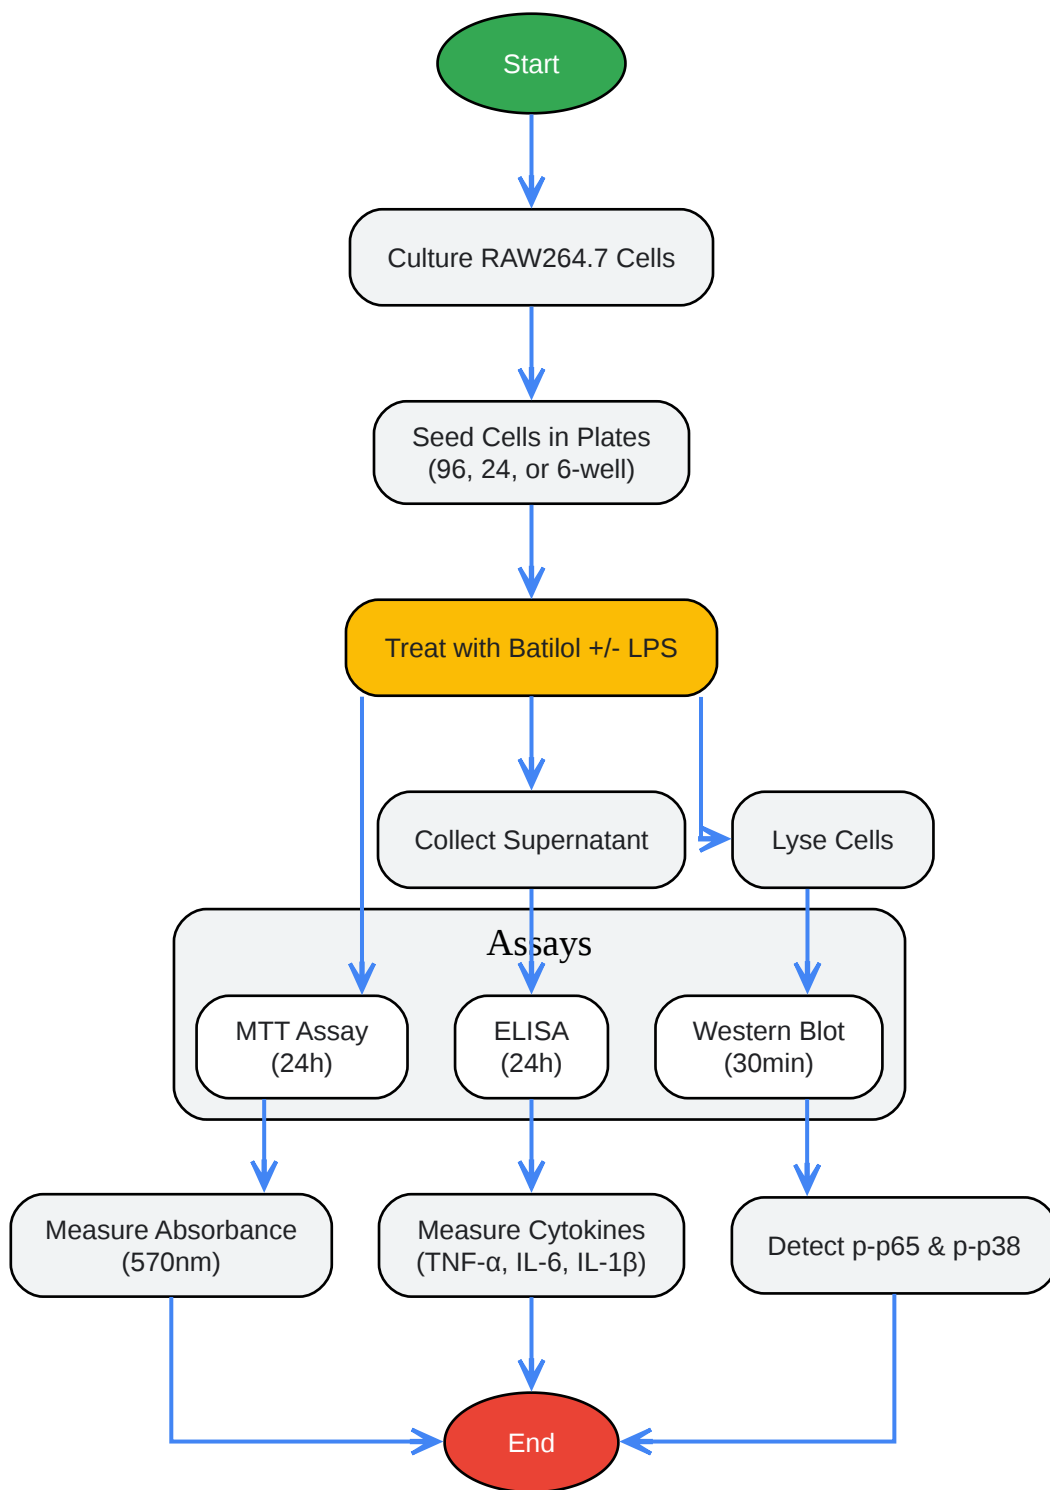 Start
Culture RAW264.7 Cells
Seed Cells in Plates
(96, 24, or 6-well)
Treat with Batilol +/- LPS
Collect Supernatant
Lyse Cells
Assays
MTT Assay
(24h)
ELISA
(24h)
Western Blot
(30min)
Measure Absorbance
(570nm)
Measure Cytokines
(TNF-α, IL-6, IL-1β)
Detect p-p65 & p-p38
End